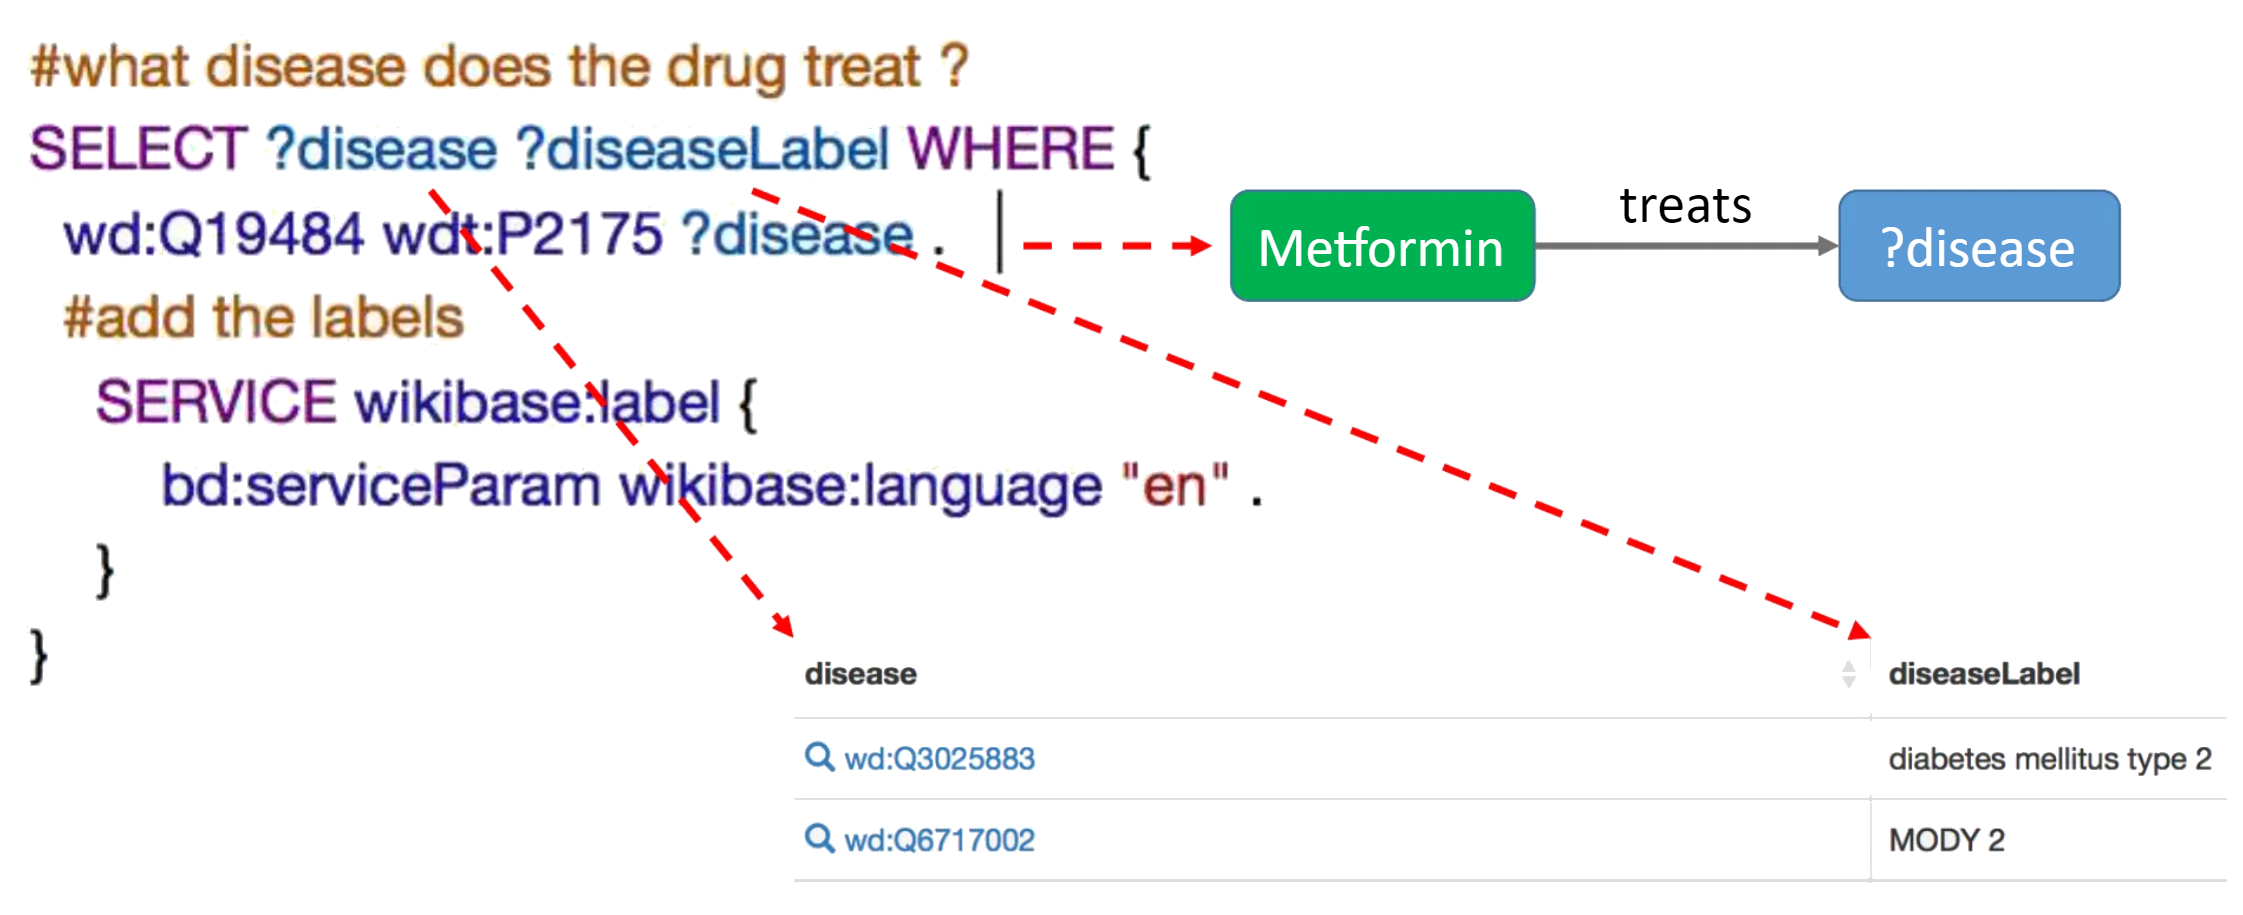 #what disease does the drug treat ?
SELECT ?disease ?diseaseLabel WHERE {
wd:Q19484 wdt:P2175 ?disease .
treats
Metformin
?disease
#add the labels
SERVICE wikibase:label {
bd:serviceParam wikibase:language "en" .
}
}
disease diseaseLabel
wd:Q3025883 diabetes mellitus type 2
wd:Q6717002 MODY 2